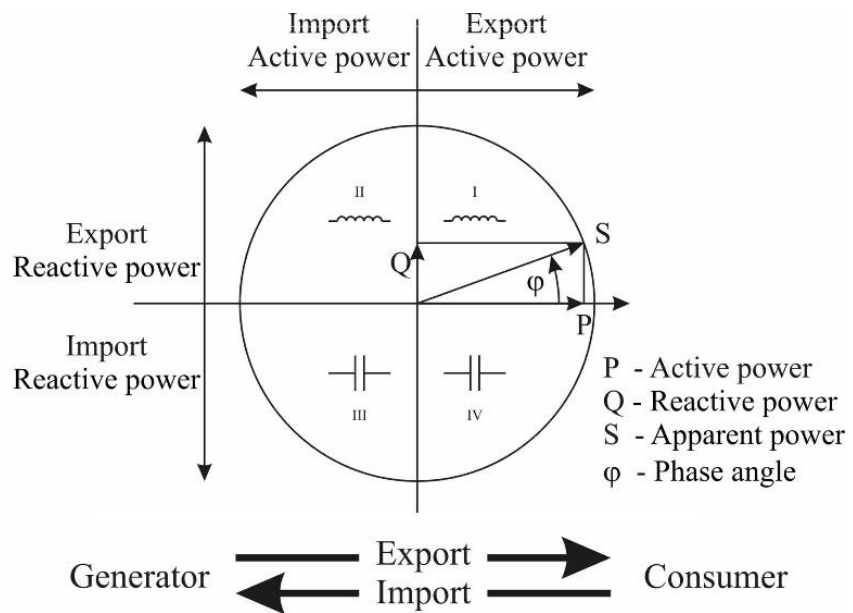 Import
Active power
Export
Active power
II
I
S
Export
Reactive power
Q
φ
P
Import
Reactive power
III
IV
P - Active power
Q - Reactive power
S - Apparent power
φ - Phase angle
Generator
Export
Import
Consumer